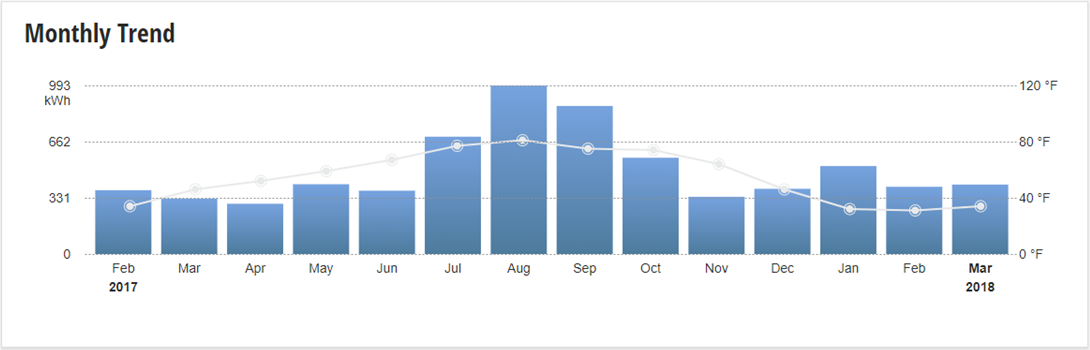 Monthly Trend
993 120 °F
kWh
662 80 °F
331 40 °F
0 0 °F
Feb Mar Apr May Jun Jul Aug Sep Oct Nov Dec Jan Feb Mar
2017 2018